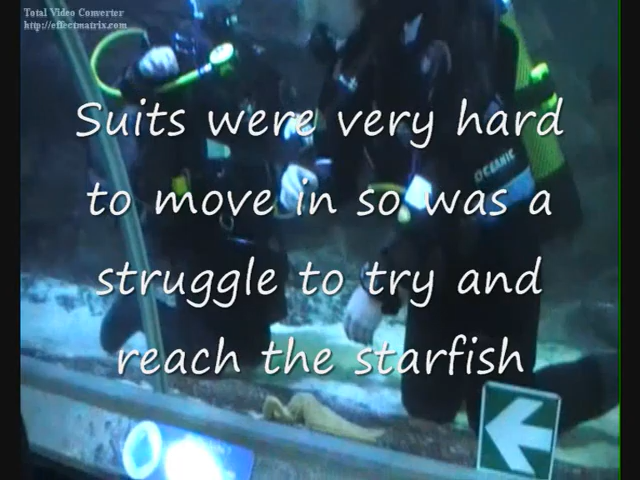 Total Video Converter
http://effectmatrix.com
Suits were very hard
to move in so was a
struggle to try and
reach the starfish
OCEANIC